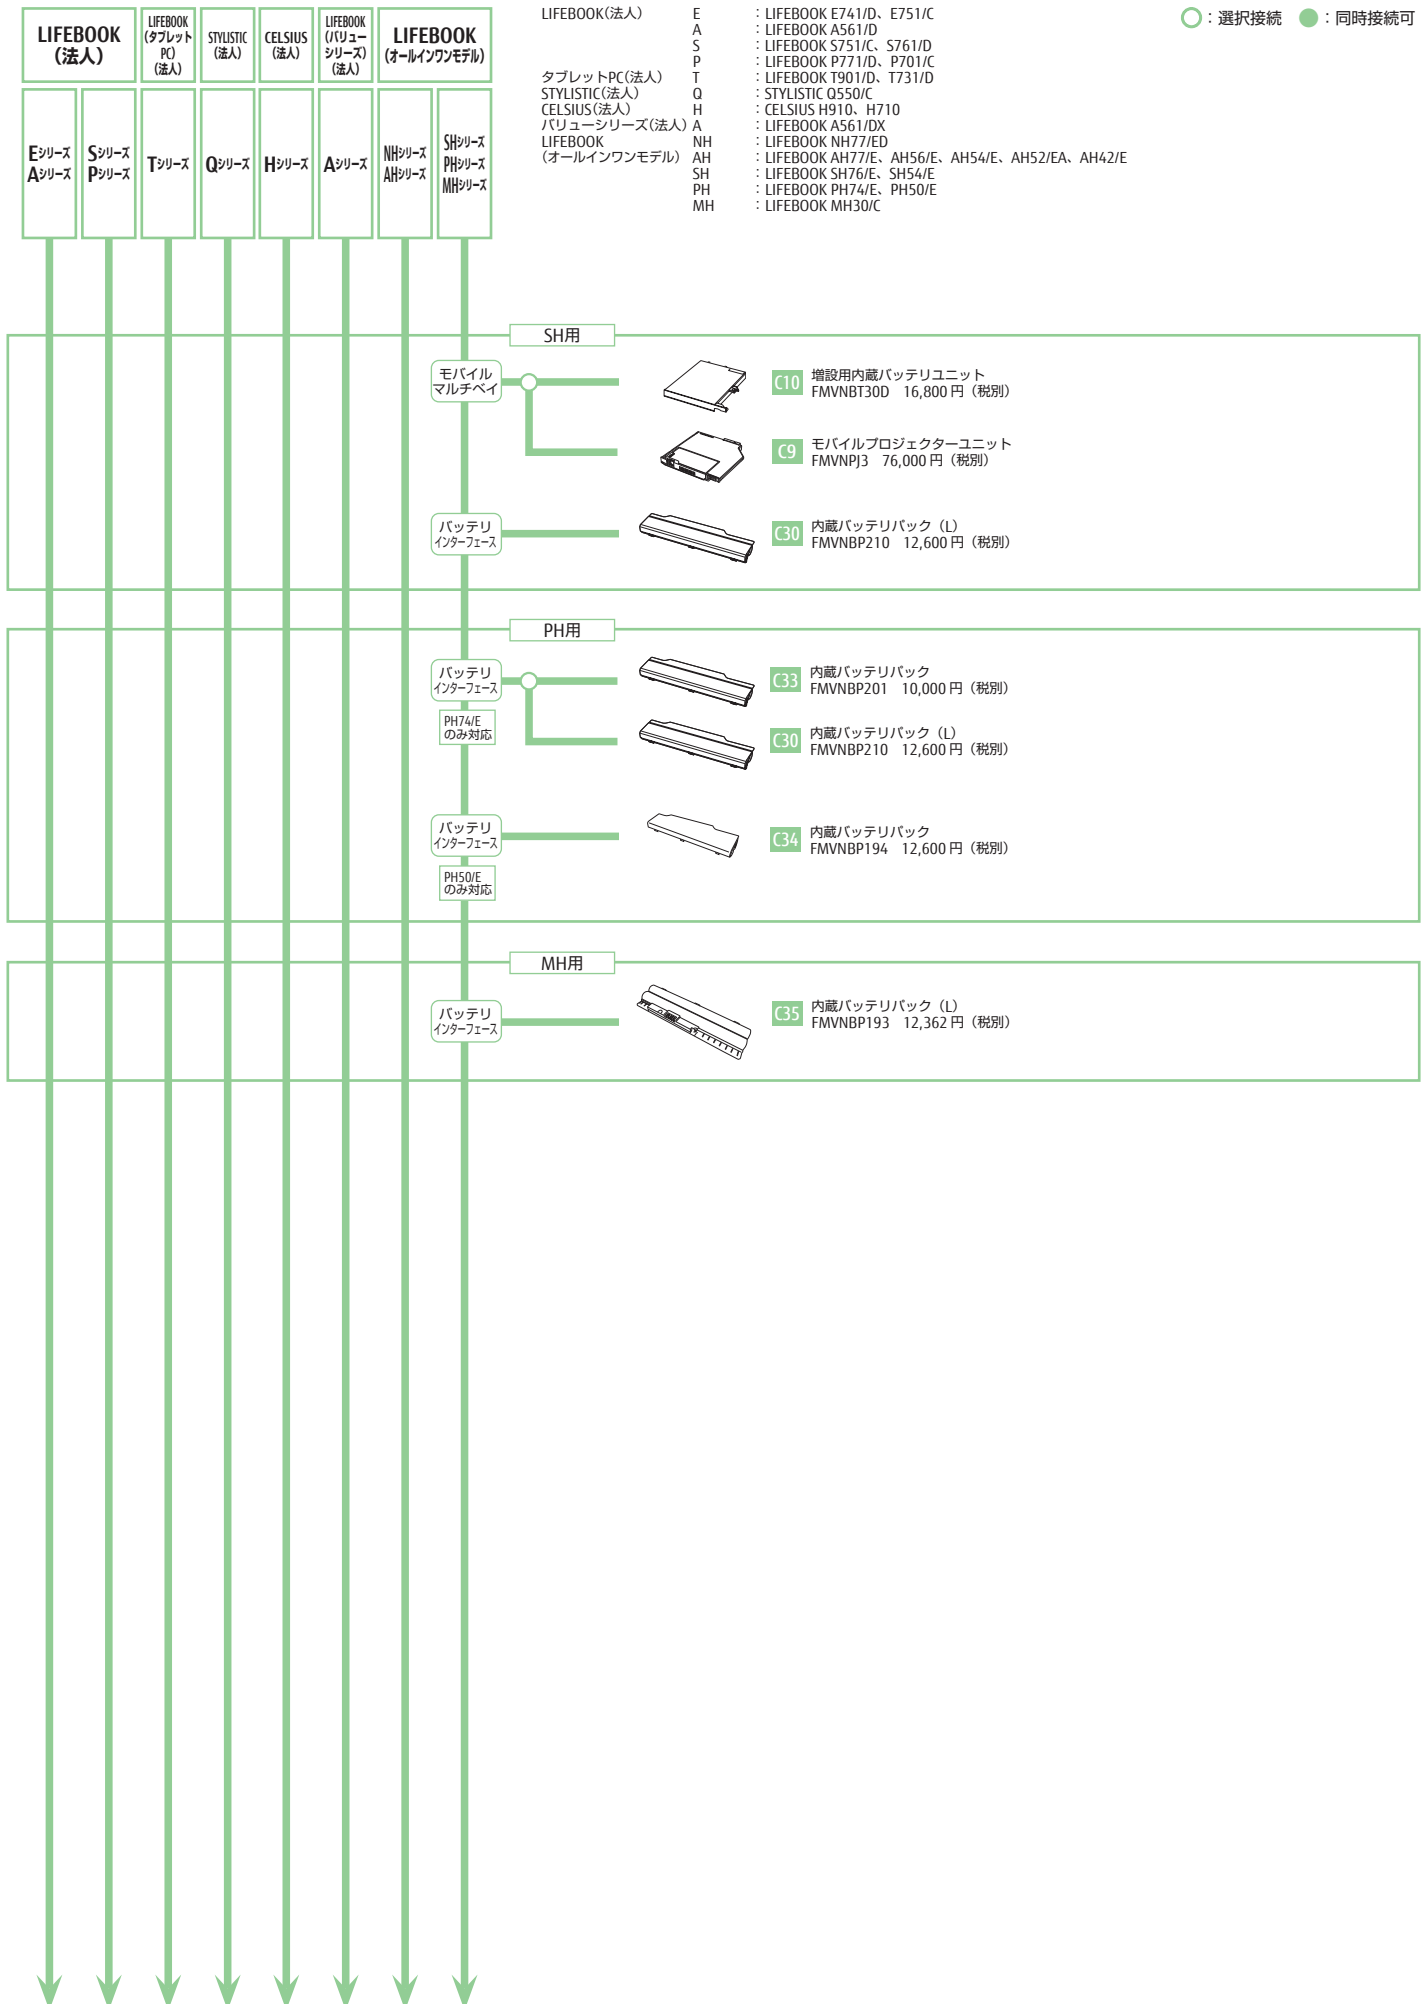 LIFEBOOK
(法人)
LIFEBOOK
(タブレット
PC)
(法人)
STYLISTIC
(法人)
CELSIUS
(法人)
LIFEBOOK
(バリュー
シリーズ)
(法人)
LIFEBOOK
(オールインワンモデル)
Eシリーズ
Aシリーズ
Sシリーズ
Pシリーズ
Tシリーズ
Qシリーズ
Hシリーズ
Aシリーズ
NHシリーズ
AHシリーズ
SHシリーズ
PHシリーズ
MHシリーズ
LIFEBOOK(法人) E :LIFEBOOK E741/D、E751/C
A :LIFEBOOK A561/D
S :LIFEBOOK S751/C、S761/D
P :LIFEBOOK P771/D、P701/C
タブレットPC(法人) T :LIFEBOOK T901/D、T731/D
STYLISTIC(法人) Q :STYLISTIC Q550/C
CELSIUS(法人) H :CELSIUS H910、H710
バリューシリーズ(法人) A :LIFEBOOK A561/DX
LIFEBOOK NH :LIFEBOOK NH77/ED
(オールインワンモデル) AH :LIFEBOOK AH77/E、AH56/E、AH54/E、AH52/EA、AH42/E
SH :LIFEBOOK SH76/E、SH54/E
PH :LIFEBOOK PH74/E、PH50/E
MH :LIFEBOOK MH30/C
○:選択接続 ●:同時接続可
SH用
モバイル
マルチベイ
C10 増設用内蔵バッテリユニット
FMVNBT30D 16,800円(税別)
C9 モバイルプロジェクターユニット
FMVNPJ3 76,000円(税別)
バッテリ
インターフェース
C30 内蔵バッテリパック(L)
FMVNBP210 12,600円(税別)
PH用
バッテリ
インターフェース
PH74/E
のみ対応
C33 内蔵バッテリパック
FMVNBP201 10,000円(税別)
C30 内蔵バッテリパック(L)
FMVNBP210 12,600円(税別)
バッテリ
インターフェース
PH50/E
のみ対応
C34 内蔵バッテリパック
FMVNBP194 12,600円(税別)
MH用
バッテリ
インターフェース
C35 内蔵バッテリパック(L)
FMVNBP193 12,362円(税別)